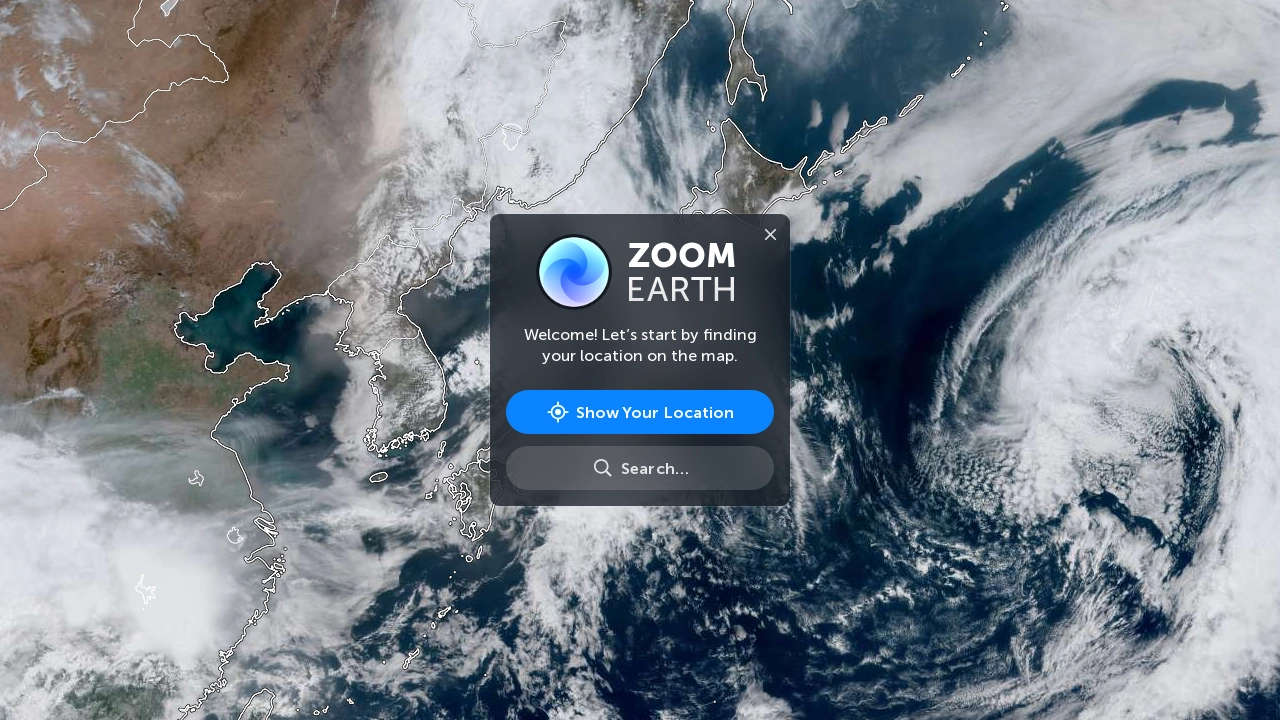 ZOOM
EARTH
Welcome! Let’s start by finding
your location on the map.
Show Your Location
Search...